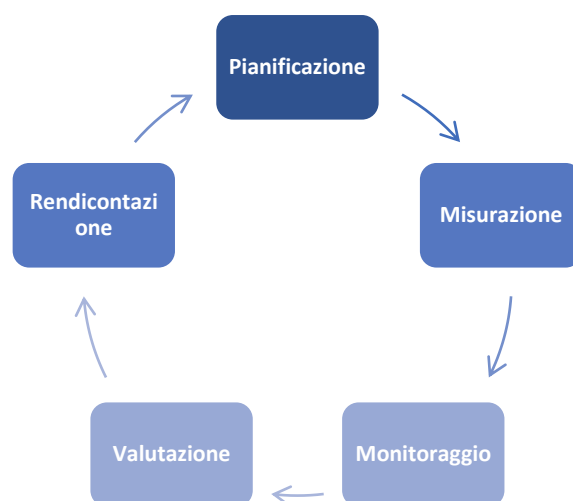 Pianificazione
Misurazione
Monitoraggio
Valutazione
Rendicontazi
one